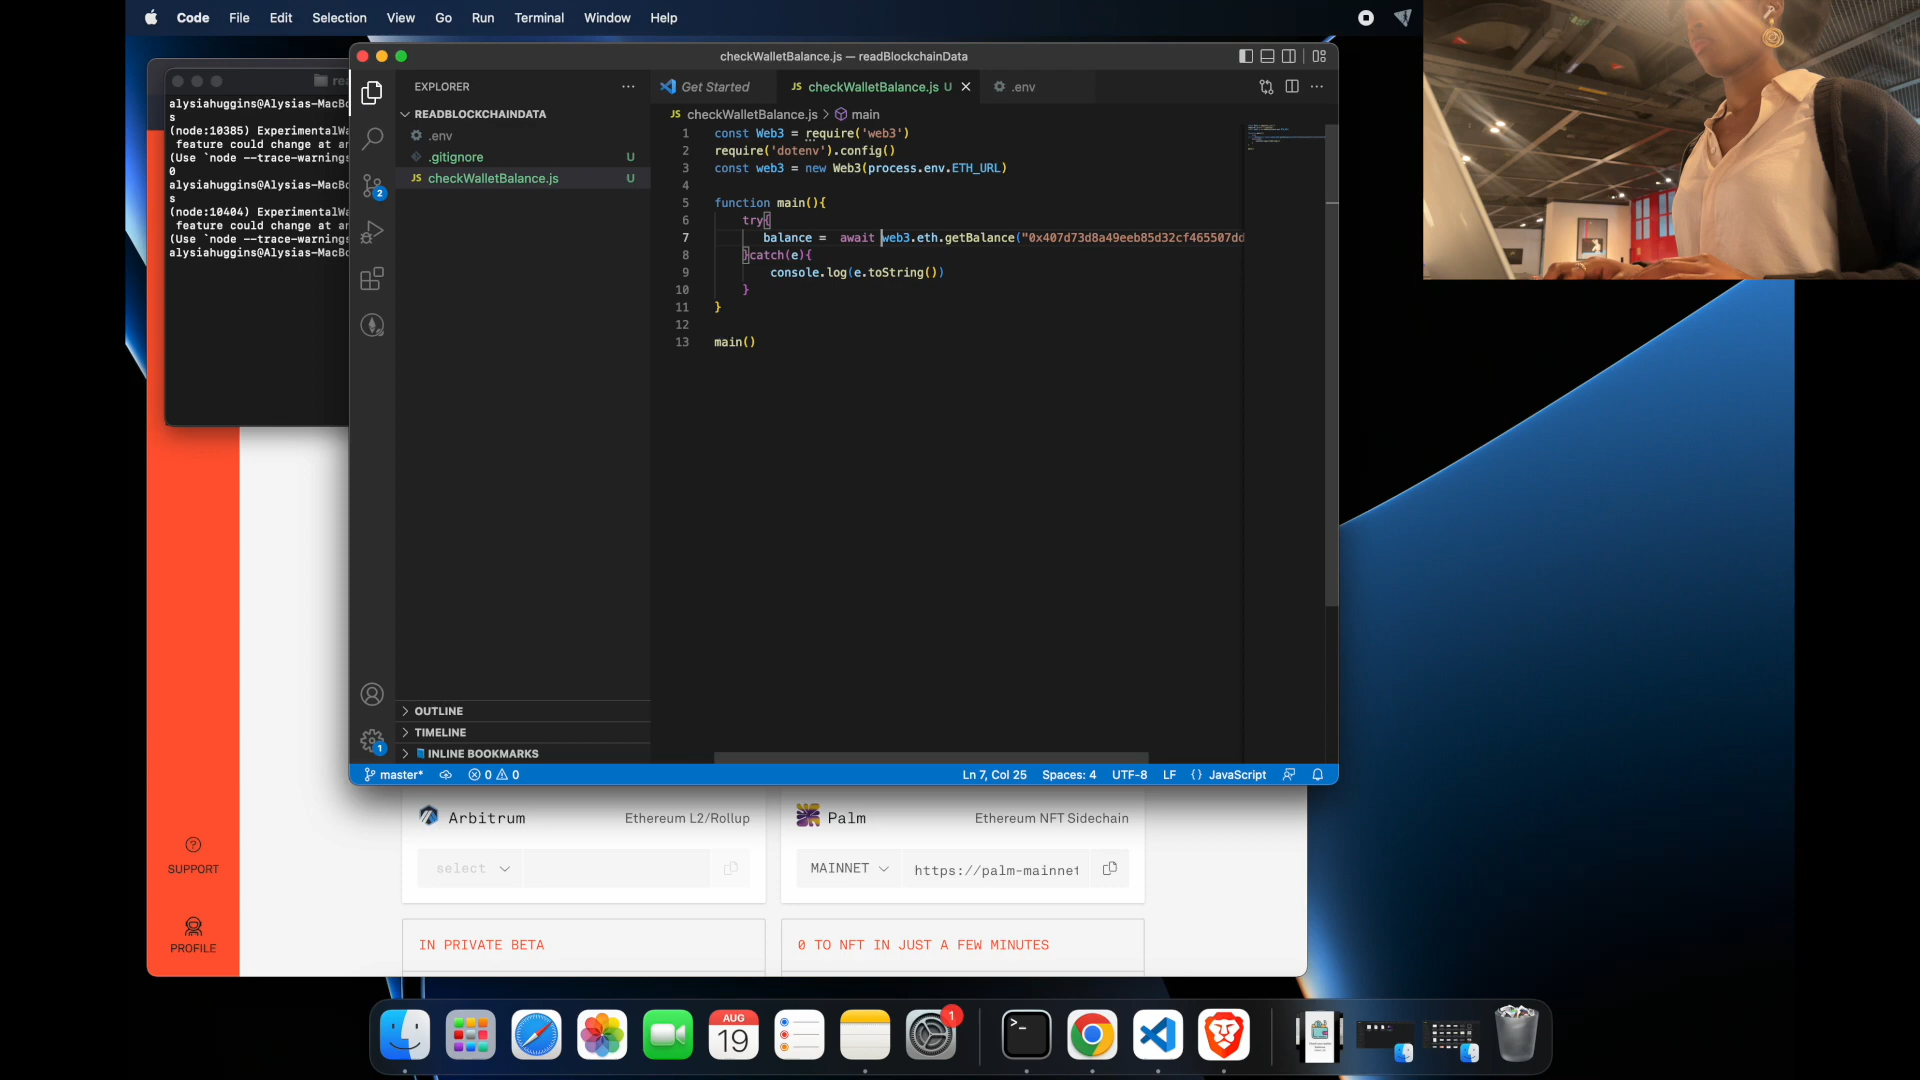 Code File Edit Selection View Go Run Terminal Window Help
checkWalletBalance.js — readBlockchainData
alysiahuggins@Alysias-MacBo
s
(node:10385) ExperimentalWa
feature could change at an
(Use `node --trace-warnings
0
alysiahuggins@Alysias-MacBo
s
(node:10404) ExperimentalWa
feature could change at an
(Use `node --trace-warnings
alysiahuggins@Alysias-MacBo
EXPLORER
READBLOCKCHAINDATA
.env
.gitignore U
JS checkWalletBalance.js U
2
OUTLINE
TIMELINE
INLINE BOOKMARKS
1
Get Started JS checkWalletBalance.js U .env
JS checkWalletBalance.js > main
1 const Web3 = require('web3')
2 require('dotenv').config()
3 const web3 = new Web3(process.env.ETH_URL)
4
5 function main(){
6 try{
7 balance =  await web3.eth.getBalance("0x407d73d8a49eeb85d32cf465507dd
8 }catch(e){
9 console.log(e.toString())
10 }
11 }
12
13 main()
master* 0 0 Ln 7, Col 25 Spaces: 4 UTF-8 LF {} JavaScript
SUPPORT
PROFILE
Arbitrum Ethereum L2/Rollup
select
Palm Ethereum NFT Sidechain
MAINNET https://palm-mainnet
IN PRIVATE BETA
0 TO NFT IN JUST A FEW MINUTES
AUG
19
1